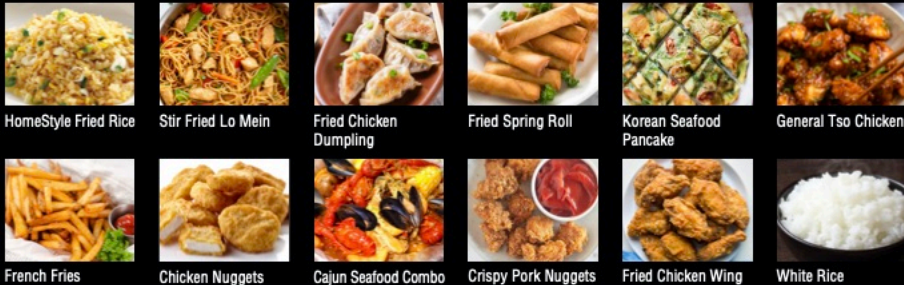 HomeStyle Fried Rice
Stir Fried Lo Mein
Fried Chicken
Dumpling
Fried Spring Roll
Korean Seafood
Pancake
General Tso Chicken
French Fries
Chicken Nuggets
Cajun Seafood Combo
Crispy Pork Nuggets
Fried Chicken Wing
White Rice